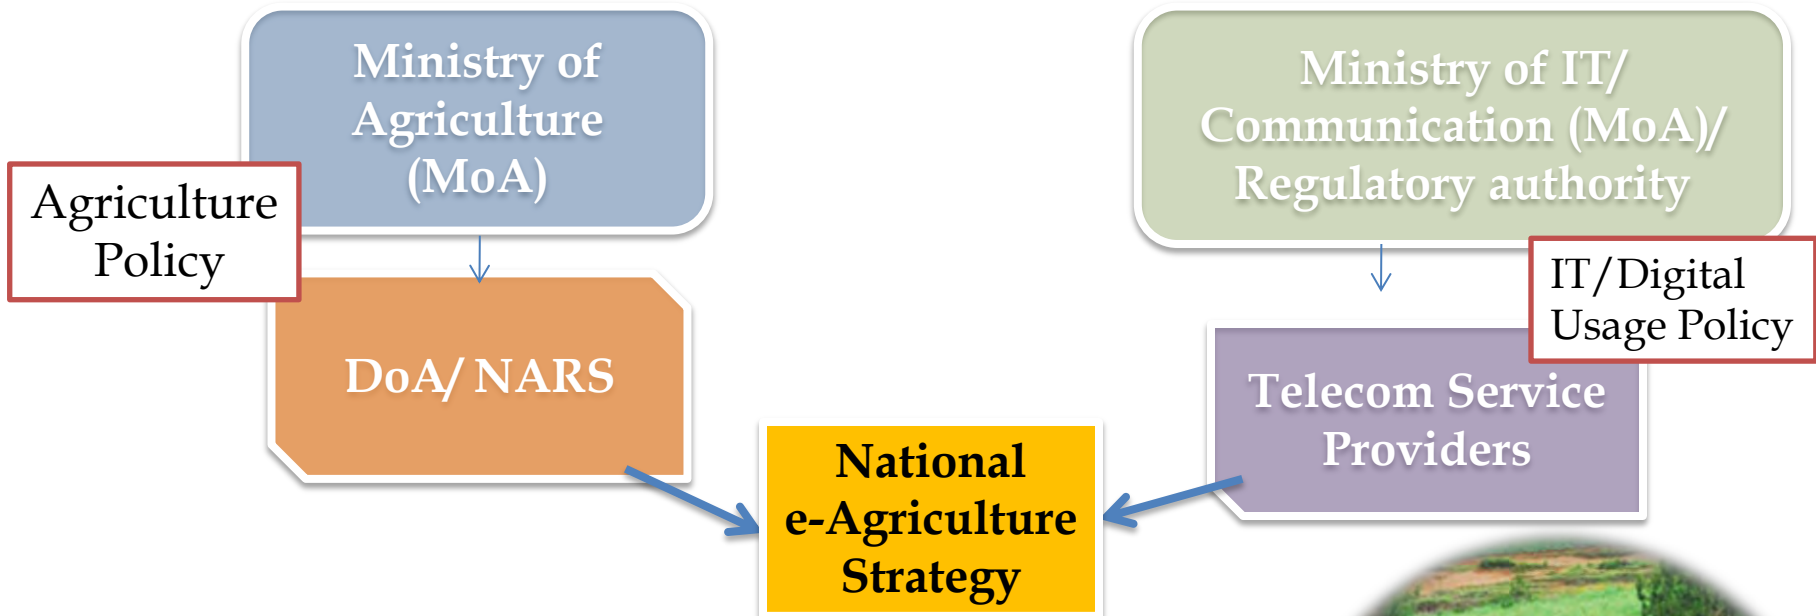 Ministry of
Agriculture
(MoA)
Agriculture
Policy
DoA/ NARS
Ministry of IT/
Communication (MoA)/
Regulatory authority
IT/Digital
Usage Policy
Telecom Service
Providers
National
e-Agriculture
Strategy